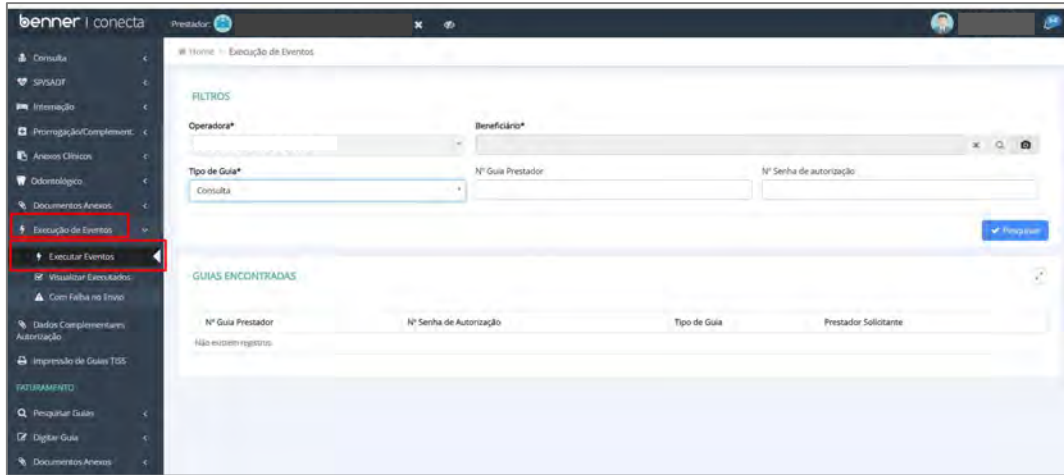 benner | conecta
Prestador:
Consulta
SP/SADT
Internação
Prorrogação/Complement.
Anexos Clínicos
Odontológico
Documentos Anexos
Execução de Eventos
Executar Eventos
Visualizar Executados
Com Falha no Envio
Dados Complementares
Autorização
Impressão de Guias TISS
FATURAMENTO
Pesquisar Guias
Digitar Guia
Documentos Anexos
Home > Execução de Eventos
FILTROS
Operadora* Beneficiário*
Tipo de Guia* Nº Guia Prestador Nº Senha de autorização
Consulta
Pesquisar
GUIAS ENCONTRADAS
Nº Guia Prestador Nº Senha de Autorização Tipo de Guia Prestador Solicitante
Não existem registros.